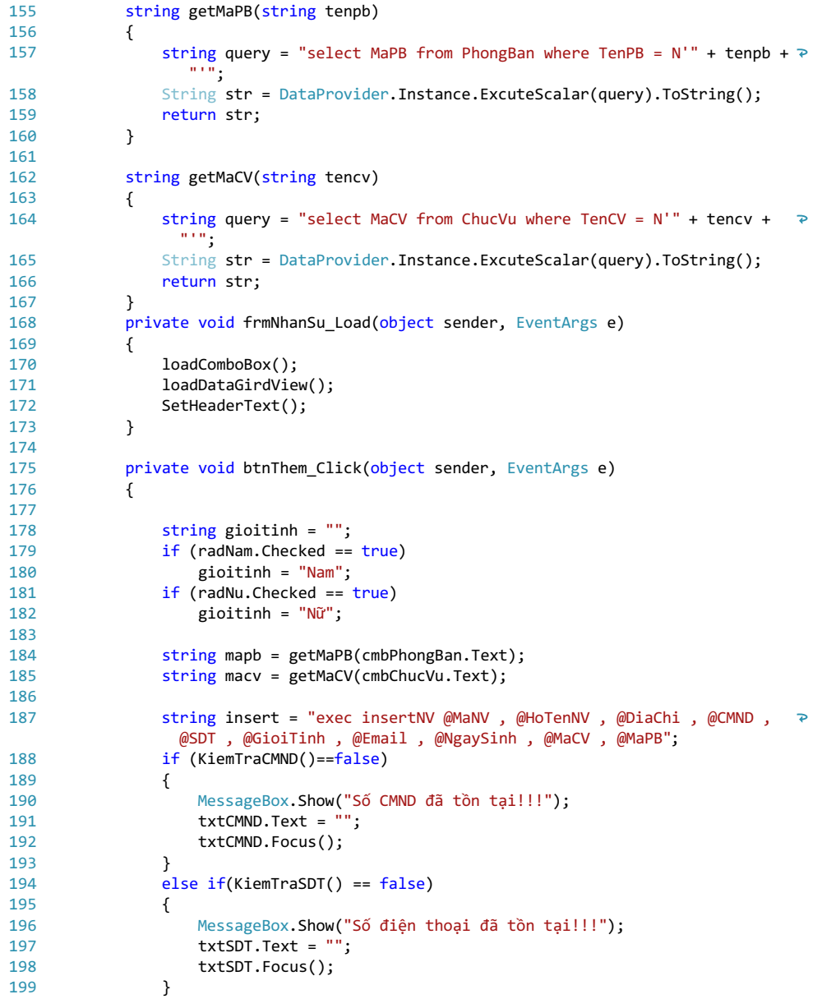 155 string getMaPB(string tenpb)
156 {
157 string query = "select MaPB from PhongBan where TenPB = N'" + tenpb +
"'";
158 String str = DataProvider.Instance.ExcuteScalar(query).ToString();
159 return str;
160 }
161
162 string getMaCV(string tencv)
163 {
164 string query = "select MaCV from ChucVu where TenCV = N'" + tencv +
"'";
165 String str = DataProvider.Instance.ExcuteScalar(query).ToString();
166 return str;
167 }
168 private void frmNhanSu_Load(object sender, EventArgs e)
169 {
170 loadComboBox();
171 loadDataGirdView();
172 SetHeaderText();
173 }
174
175 private void btnThem_Click(object sender, EventArgs e)
176 {
177
178 string gioitinh = "";
179 if (radNam.Checked == true)
180 gioitinh = "Nam";
181 if (radNu.Checked == true)
182 gioitinh = "Nữ";
183
184 string mapb = getMaPB(cmbPhongBan.Text);
185 string macv = getMaCV(cmbChucVu.Text);
186
187 string insert = "exec insertNV @MaNV , @HoTenNV , @DiaChi , @CMND ,
@SDT , @GioiTinh , @Email , @NgaySinh , @MaCV , @MaPB";
188 if (KiemTraCMND()==false)
189 {
190 MessageBox.Show("Số CMND đã tồn tại!!!");
191 txtCMND.Text = "";
192 txtCMND.Focus();
193 }
194 else if(KiemTraSDT() == false)
195 {
196 MessageBox.Show("Số điện thoại đã tồn tại!!!");
197 txtSDT.Text = "";
198 txtSDT.Focus();
199 }